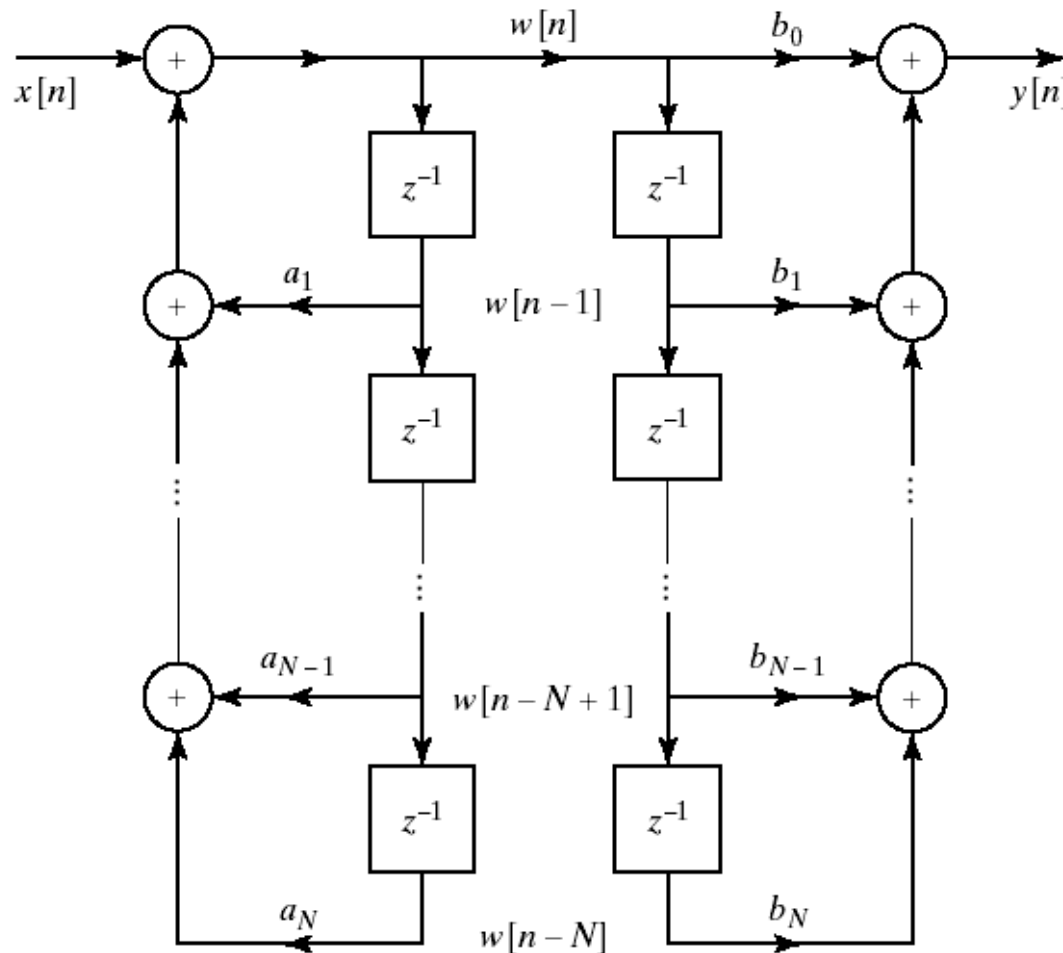 + w[n] b₀ +
x[n] y[n]
z⁻¹ z⁻¹
+ a₁ w[n – 1] b₁ +
z⁻¹ z⁻¹
⋮ ⋮
⋮ ⋮
+ a_{N – 1} w[n – N + 1] b_{N – 1} +
z⁻¹ z⁻¹
a_N w[n – N] b_N